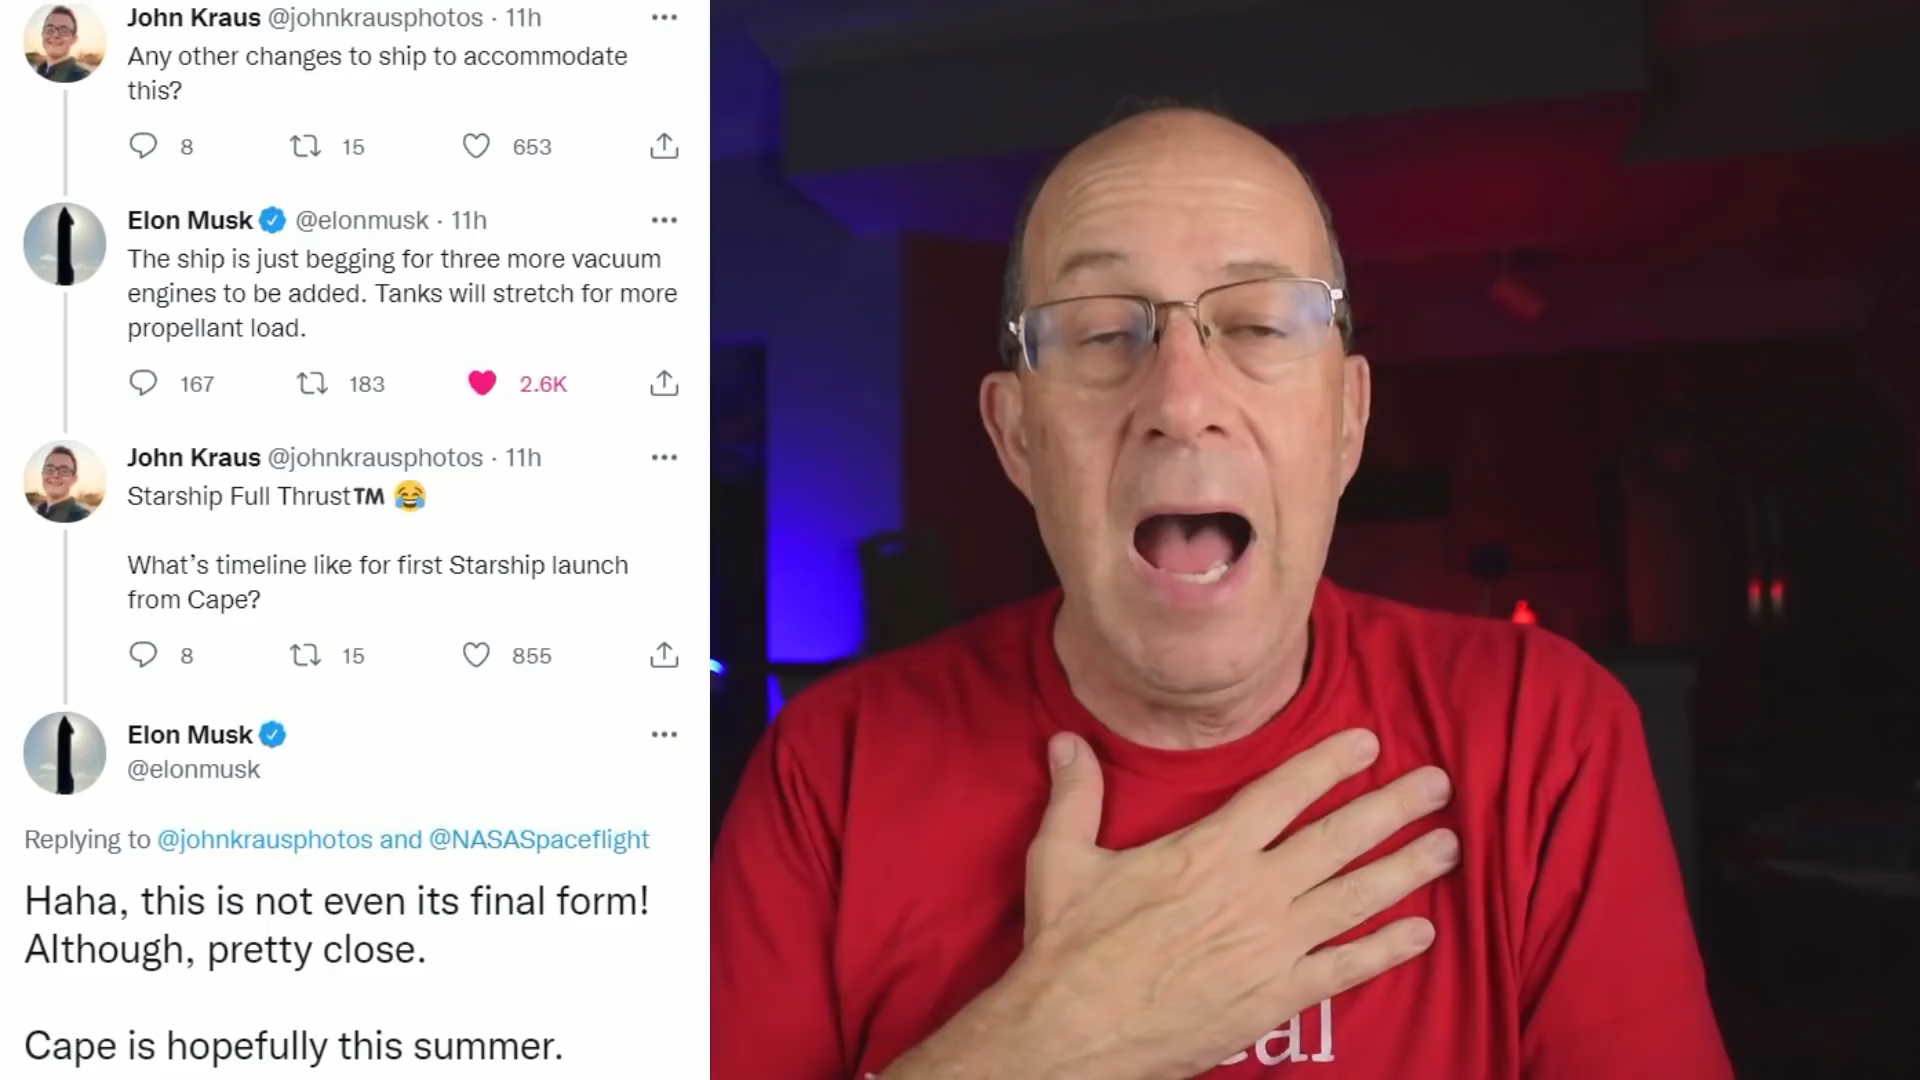 John Kraus @johnkrausphotos · 11h
Any other changes to ship to accommodate
this?
8 15 653
Elon Musk @elonmusk · 11h
The ship is just begging for three more vacuum
engines to be added. Tanks will stretch for more
propellant load.
167 183 2.6K
John Kraus @johnkrausphotos · 11h
Starship Full Thrust™️ 😂
What’s timeline like for first Starship launch
from Cape?
8 15 855
Elon Musk
@elonmusk
Replying to @johnkrausphotos and @NASASpaceflight
Haha, this is not even its final form!
Although, pretty close.
Cape is hopefully this summer.